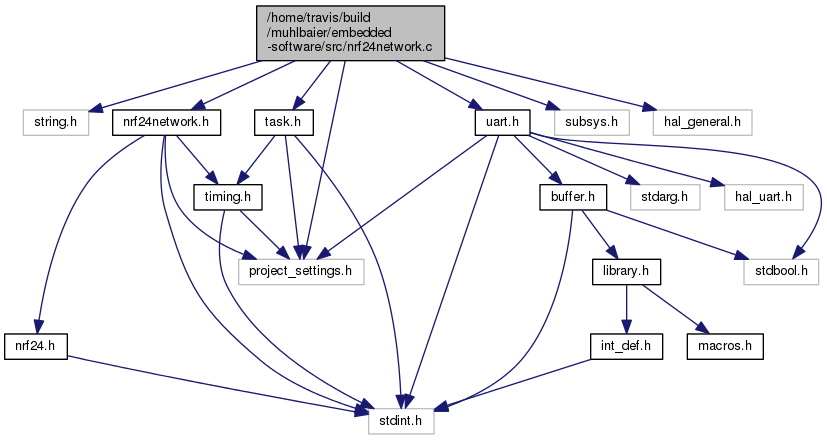 /home/travis/build
/muhlbaier/embedded
-software/src/nrf24network.c
string.h
nrf24network.h
task.h
uart.h
subsys.h
hal_general.h
timing.h
buffer.h
stdarg.h
hal_uart.h
project_settings.h
library.h
stdbool.h
nrf24.h
int_def.h
macros.h
stdint.h